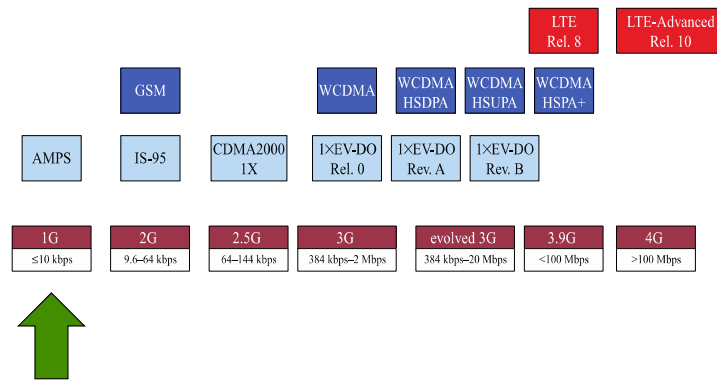 LTE
Rel. 8
LTE-Advanced
Rel. 10
GSM
WCDMA
WCDMA
HSDPA
WCDMA
HSUPA
WCDMA
HSPA+
AMPS
IS-95
CDMA2000
1X
1×EV-DO
Rel. 0
1×EV-DO
Rev. A
1×EV-DO
Rev. B
1G
≤10 kbps
2G
9.6–64 kbps
2.5G
64–144 kbps
3G
384 kbps–2 Mbps
evolved 3G
384 kbps–20 Mbps
3.9G
<100 Mbps
4G
>100 Mbps